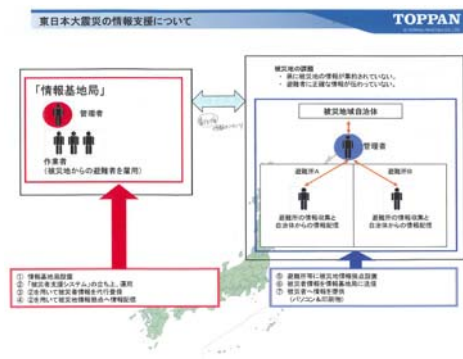 東日本大震災の情報支援について
TOPPAN
「情報基地局」
管理者
作業者
(被災地からの避難者を雇用)
被災地の課題
・ 県に被災地の情報が集約されていない。
・ 避難者に正確な情報が伝わっていない。
被災地域自治体
管理者
避難所A
避難所B
避難所の情報収集と
自治体からの情報配信
避難所の情報収集と
自治体からの情報配信
① 情報基地局設置
② 「被災者支援システム」の立ち上げ、運用
③ ②を用いて被災者情報を代行登録
④ ②を用いて被災地情報拠点へ情報配信
⑤ 避難所等に被災地情報拠点設置
⑥ 被災者情報を情報基地局に送信
⑦ 被災者へ情報を提供
(パソコン&印刷物)